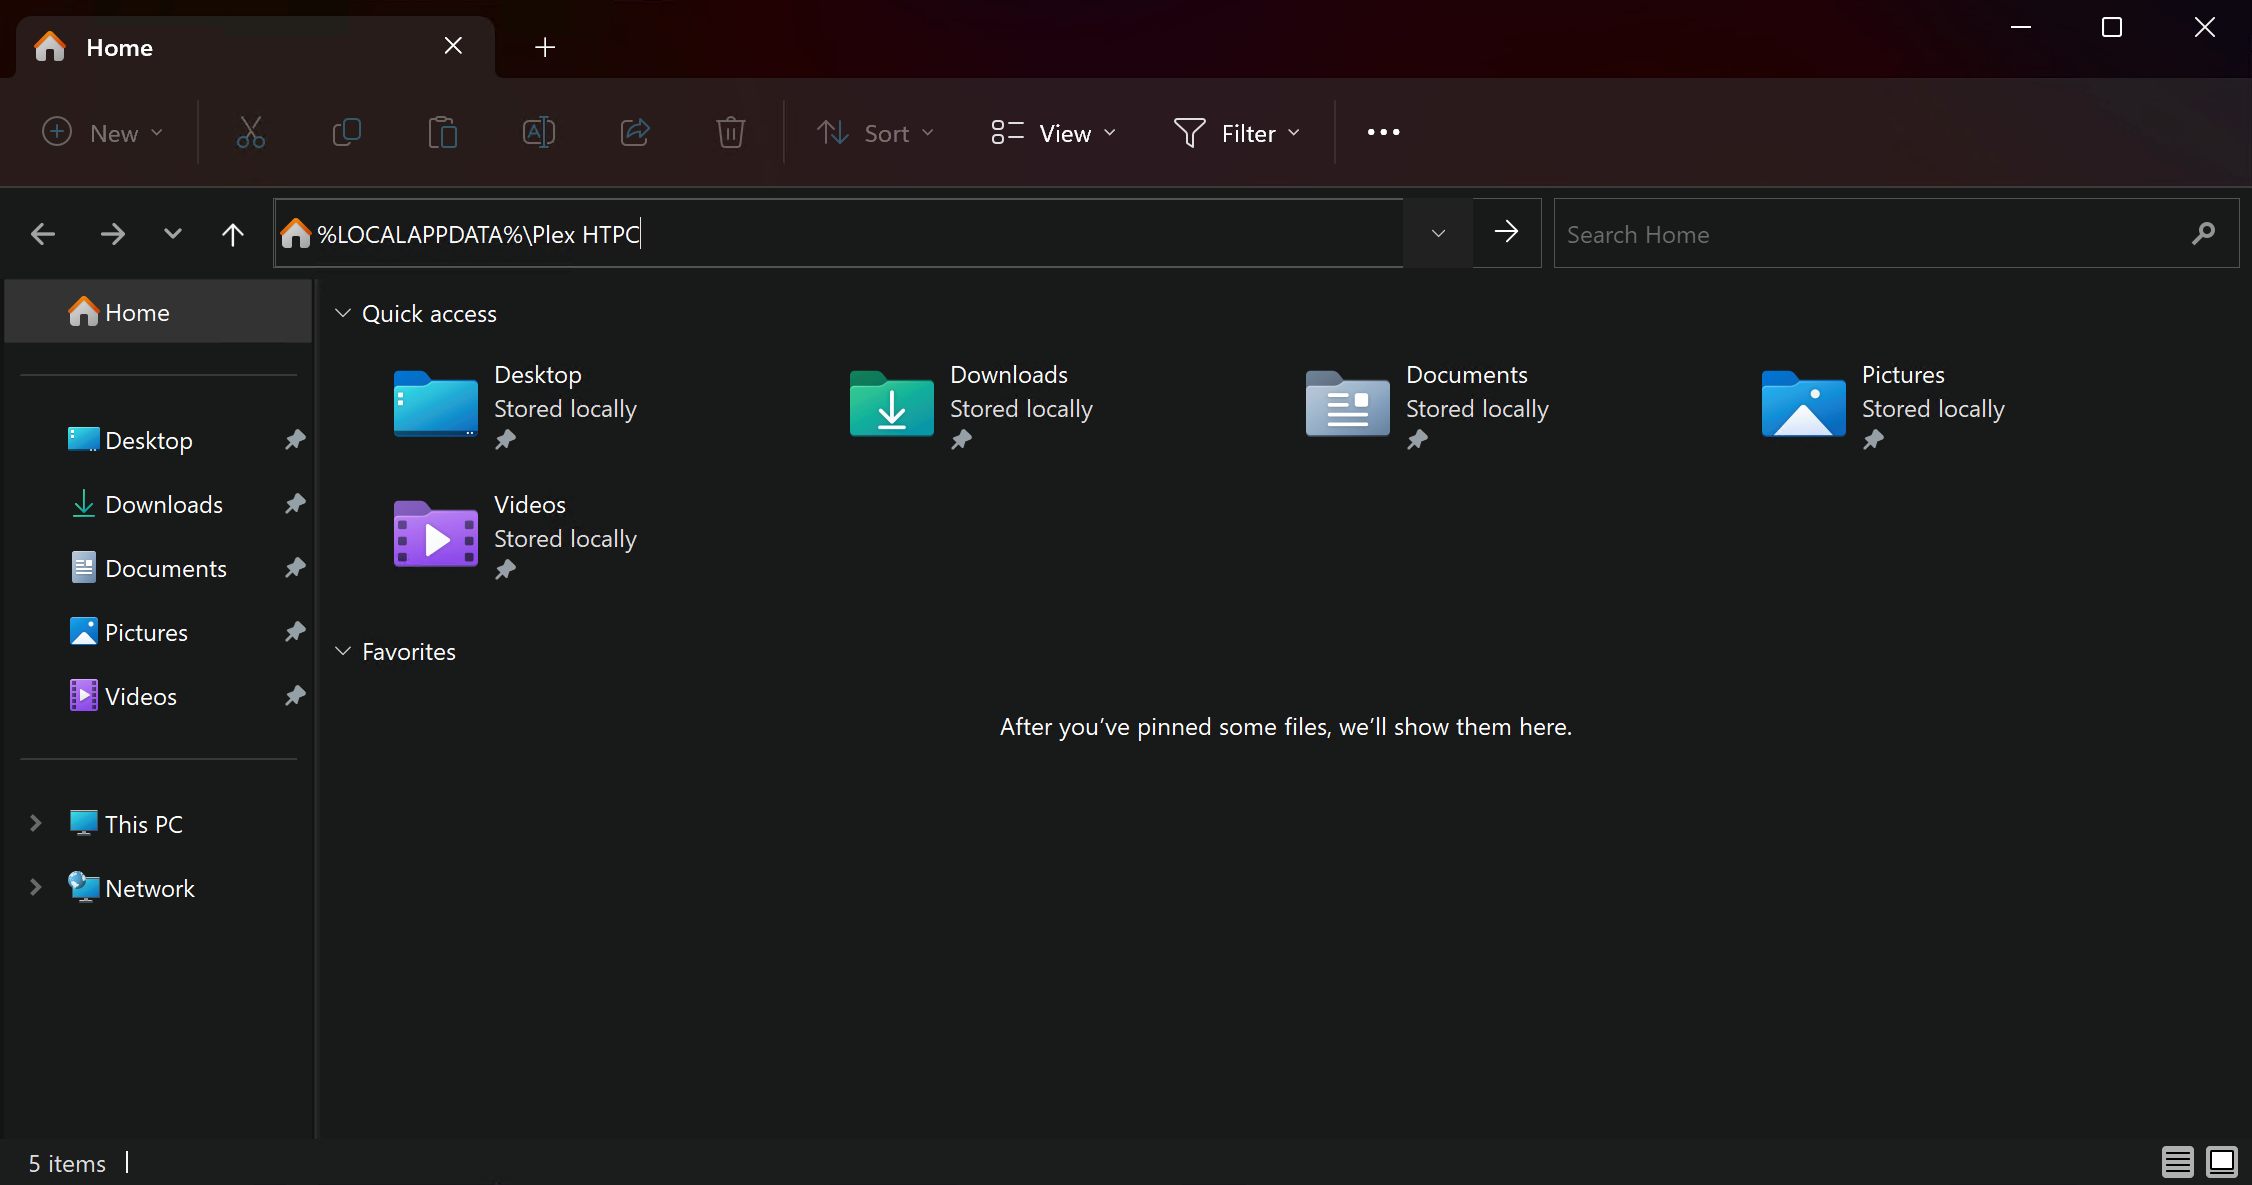 Home
New
Sort
View
Filter
%LOCALAPPDATA%\Plex HTPC
Search Home
Home
Desktop
Downloads
Documents
Pictures
Videos
This PC
Network
Quick access
Desktop
Stored locally
Downloads
Stored locally
Documents
Stored locally
Pictures
Stored locally
Videos
Stored locally
Favorites
After you’ve pinned some files, we’ll show them here.
5 items